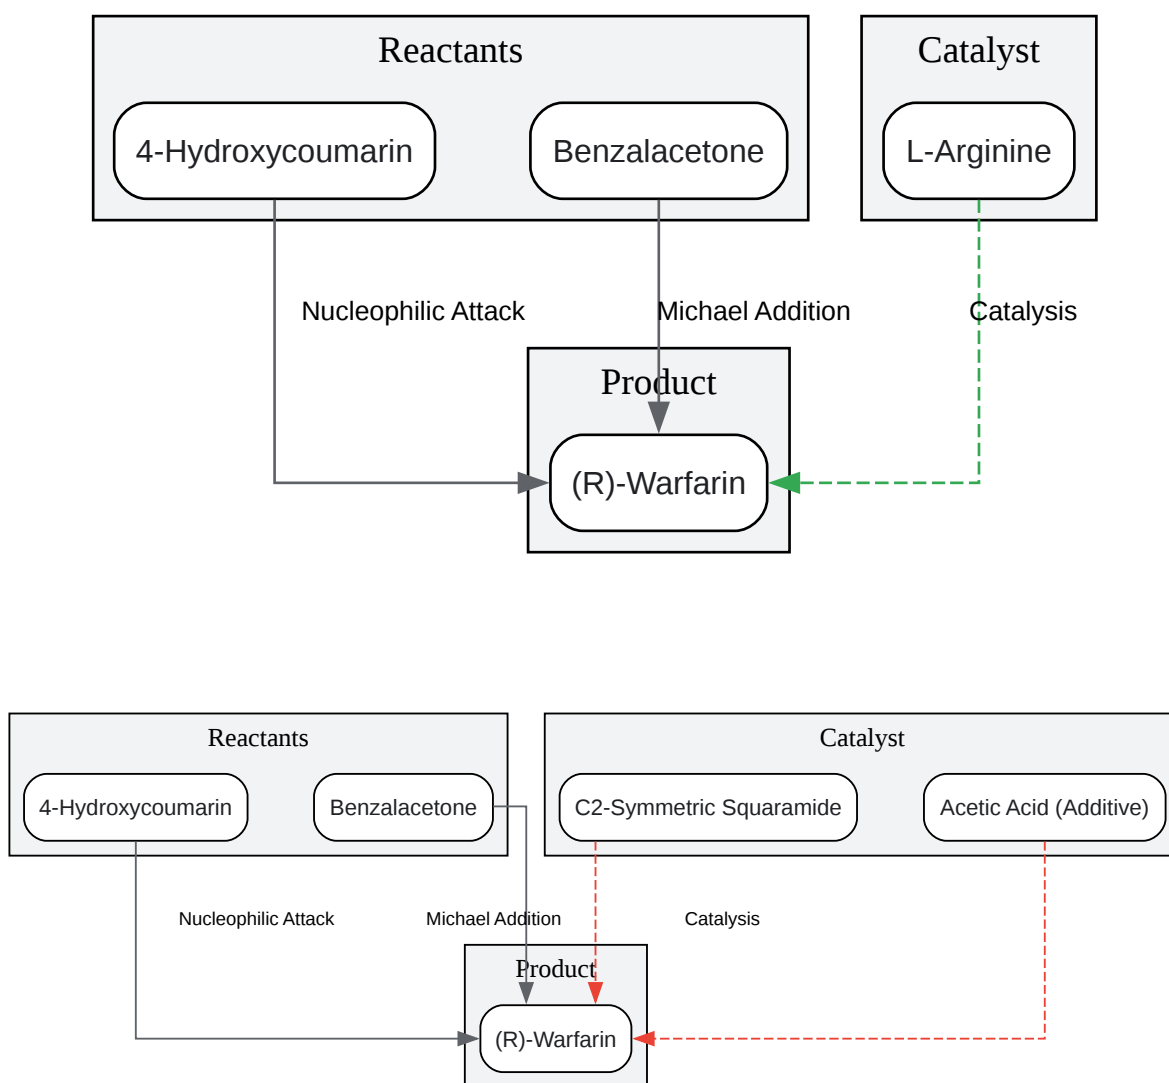 Reactants
Catalyst
4-Hydroxycoumarin
Benzalacetone
L-Arginine
Nucleophilic Attack
Michael Addition
Catalysis
Product
(R)-Warfarin
Reactants
Catalyst
4-Hydroxycoumarin
Benzalacetone
C2-Symmetric Squaramide
Acetic Acid (Additive)
Nucleophilic Attack
Michael Addition
Catalysis
Product
(R)-Warfarin